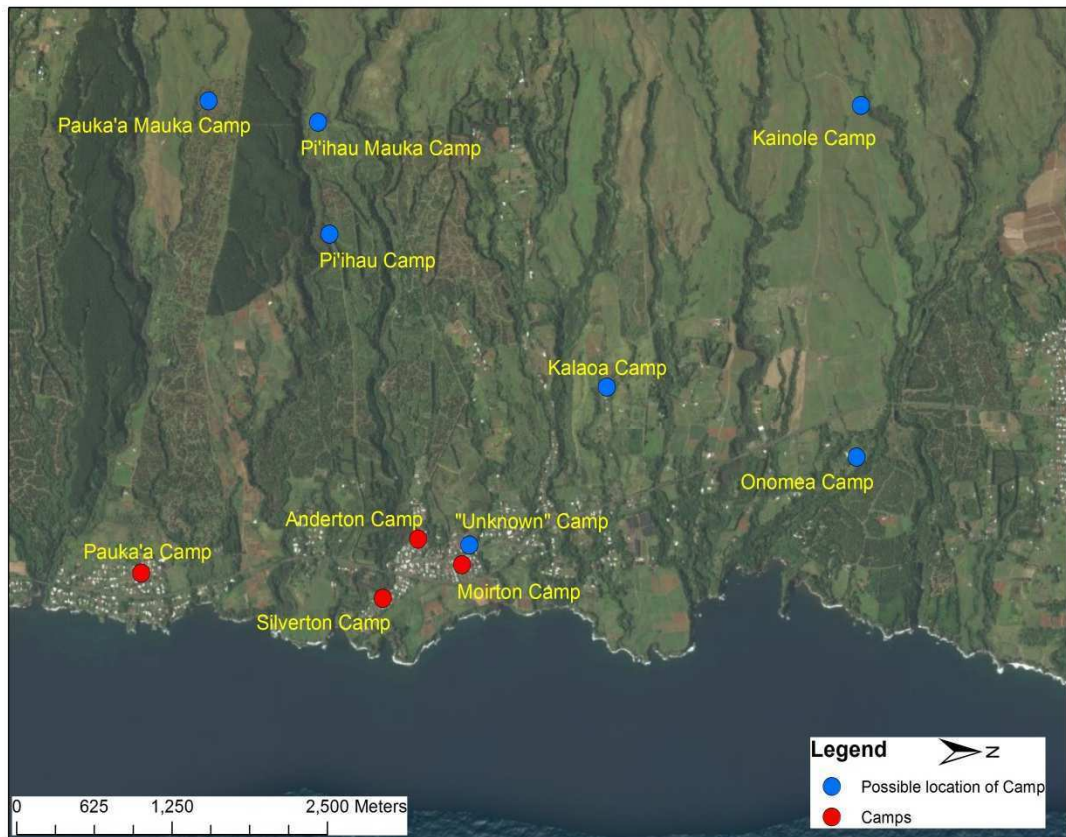 Pauka'a Mauka Camp
Pi'ihau Mauka Camp
Kainole Camp
Pi'ihau Camp
Kalaoa Camp
Onomea Camp
Anderton Camp
"Unknown" Camp
Pauka'a Camp
Moirton Camp
Silverton Camp
Legend
N
Possible location of Camp
Camps
0 625 1,250 2,500 Meters